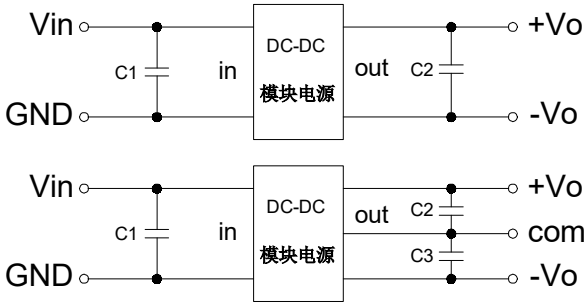 Vin
+Vo
DC-DC
C1
in
out
C2
模块电源
GND
-Vo
Vin
+Vo
DC-DC
out
C2
C1
in
com
模块电源
C3
GND
-Vo